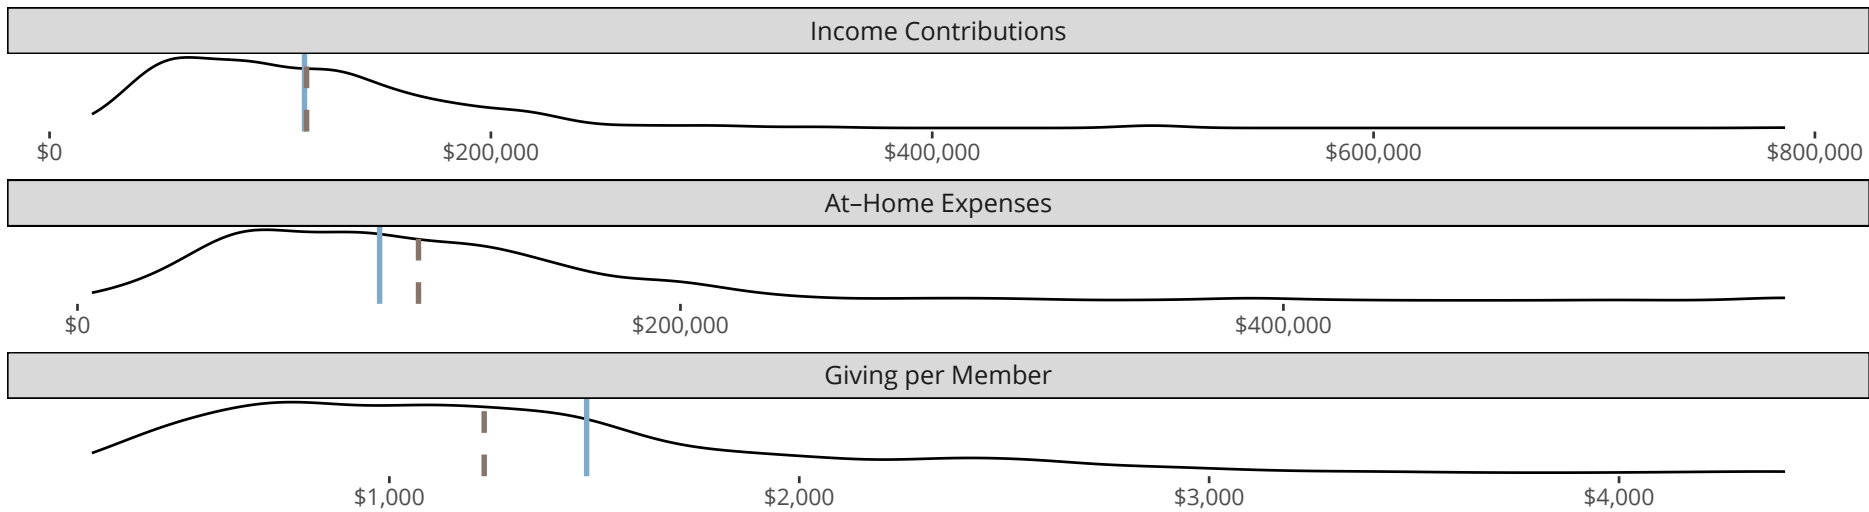 Income Contributions
$0 $200,000 $400,000 $600,000 $800,000
At–Home Expenses
$0 $200,000 $400,000
Giving per Member
$1,000 $2,000 $3,000 $4,000